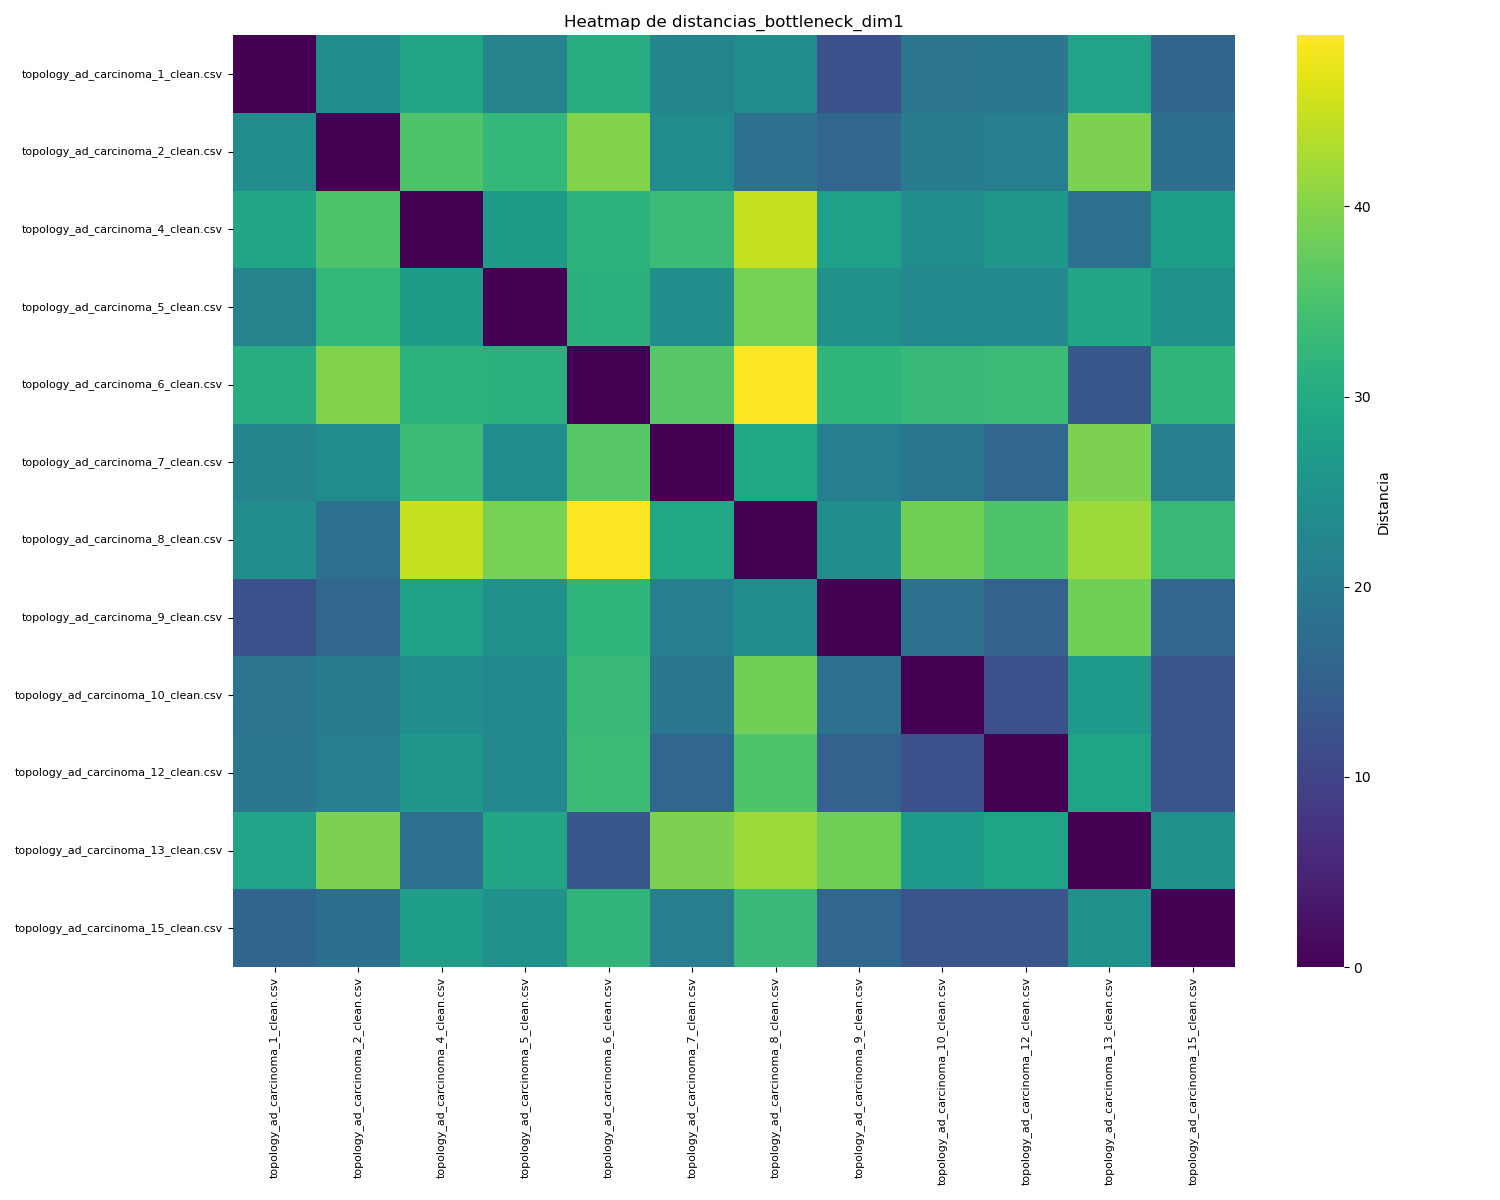 Heatmap de distancias_bottleneck_dim1
topology_ad_carcinoma_1_clean.csv
topology_ad_carcinoma_2_clean.csv
topology_ad_carcinoma_4_clean.csv
topology_ad_carcinoma_5_clean.csv
topology_ad_carcinoma_6_clean.csv
topology_ad_carcinoma_7_clean.csv
topology_ad_carcinoma_8_clean.csv
topology_ad_carcinoma_9_clean.csv
topology_ad_carcinoma_10_clean.csv
topology_ad_carcinoma_12_clean.csv
topology_ad_carcinoma_13_clean.csv
topology_ad_carcinoma_15_clean.csv
topology_ad_carcinoma_1_clean.csv
topology_ad_carcinoma_2_clean.csv
topology_ad_carcinoma_4_clean.csv
topology_ad_carcinoma_5_clean.csv
topology_ad_carcinoma_6_clean.csv
topology_ad_carcinoma_7_clean.csv
topology_ad_carcinoma_8_clean.csv
topology_ad_carcinoma_9_clean.csv
topology_ad_carcinoma_10_clean.csv
topology_ad_carcinoma_12_clean.csv
topology_ad_carcinoma_13_clean.csv
topology_ad_carcinoma_15_clean.csv
40
30
20
10
0
Distancia